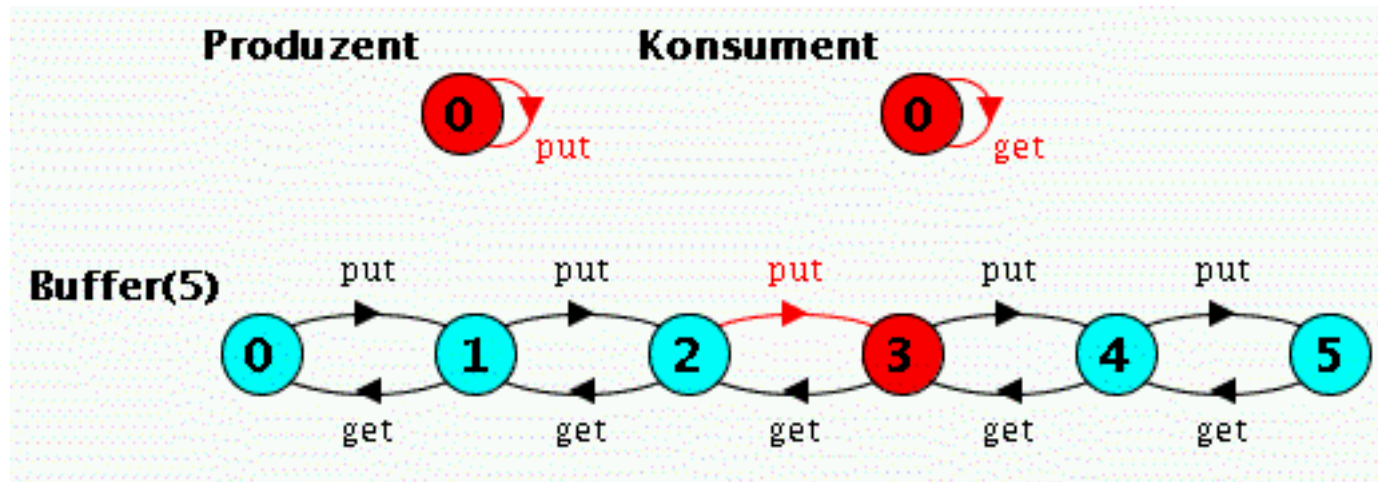 Produzent Konsument
0 0
put get
Buffer(5) put put put put put
0 1 2 3 4 5
get get get get get